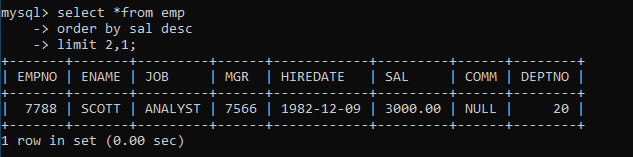 mysql> select *from emp
    -> order by sal desc
    -> limit 2,1;
+-------+-------+---------+------+------------+---------+------+--------+
| EMPNO | ENAME | JOB     | MGR  | HIREDATE   | SAL     | COMM | DEPTNO |
+-------+-------+---------+------+------------+---------+------+--------+
|  7788 | SCOTT | ANALYST | 7566 | 1982-12-09 | 3000.00 | NULL |     20 |
+-------+-------+---------+------+------------+---------+------+--------+
1 row in set (0.00 sec)